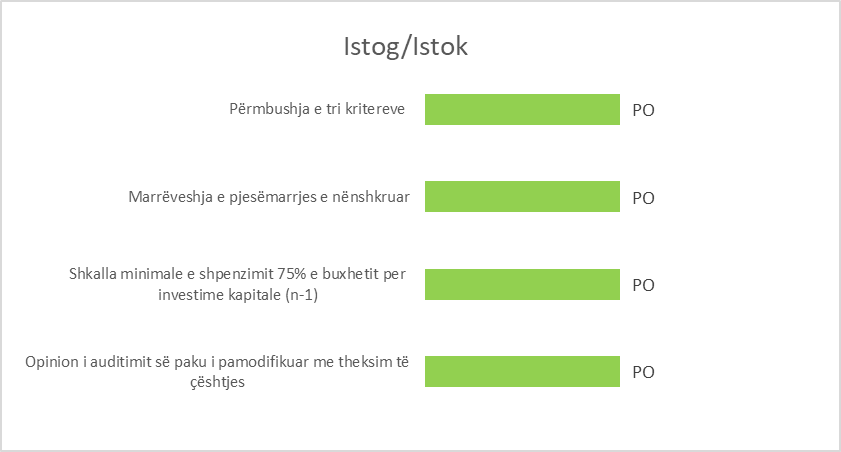 Istog/Istok
Përmbushja e tri kritereve
PO
Marrëveshja e pjesëmarrjes e nënshkruar
PO
Shkalla minimale e shpenzimit 75% e buxhetit per
investime kapitale (n-1)
PO
Opinion i auditimit së paku i pamodifikuar me theksim të
çështjes
PO